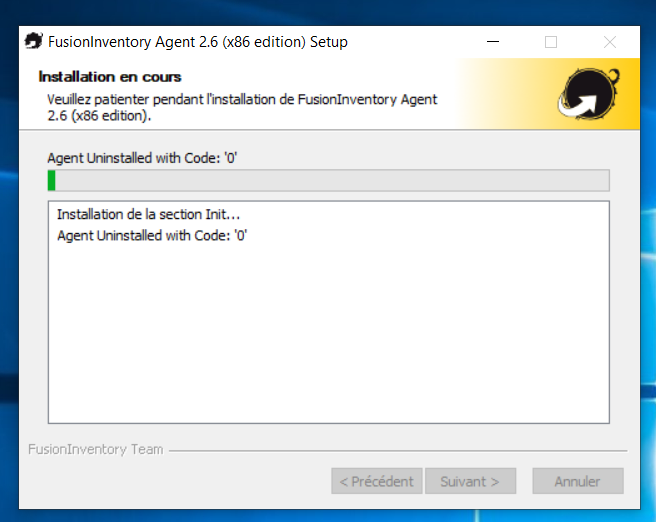 FusionInventory Agent 2.6 (x86 edition) Setup
Installation en cours
Veuillez patienter pendant l'installation de FusionInventory Agent
2.6 (x86 edition).
Agent Uninstalled with Code: '0'
Installation de la section Init...
Agent Uninstalled with Code: '0'
FusionInventory Team
< Précédent Suivant > Annuler